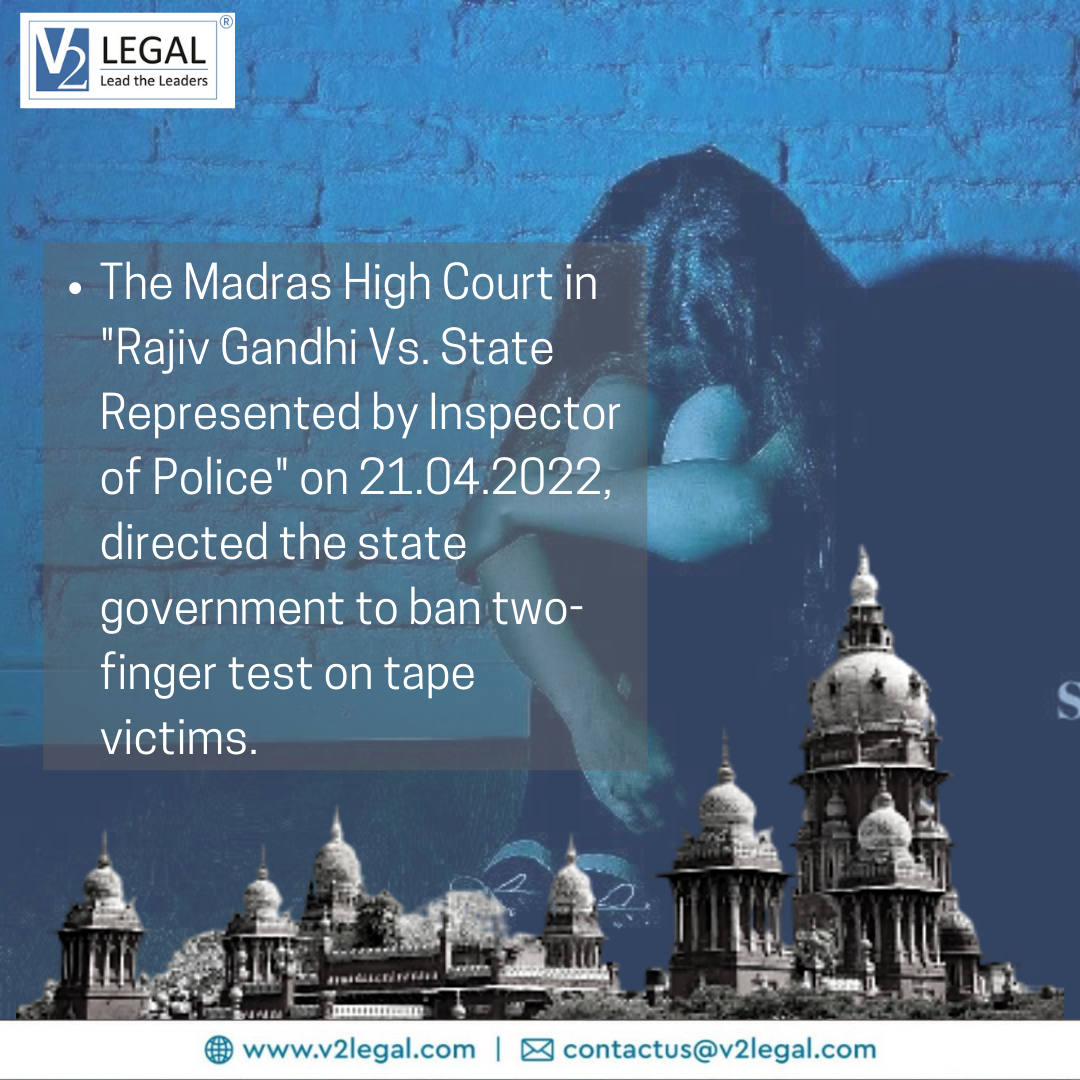 V2 LEGAL ®
Lead the Leaders
• The Madras High Court in
"Rajiv Gandhi Vs. State
Represented by Inspector
of Police" on 21.04.2022,
directed the state
government to ban two-
finger test on tape
victims.
S
www.v2legal.com | contactus@v2legal.com